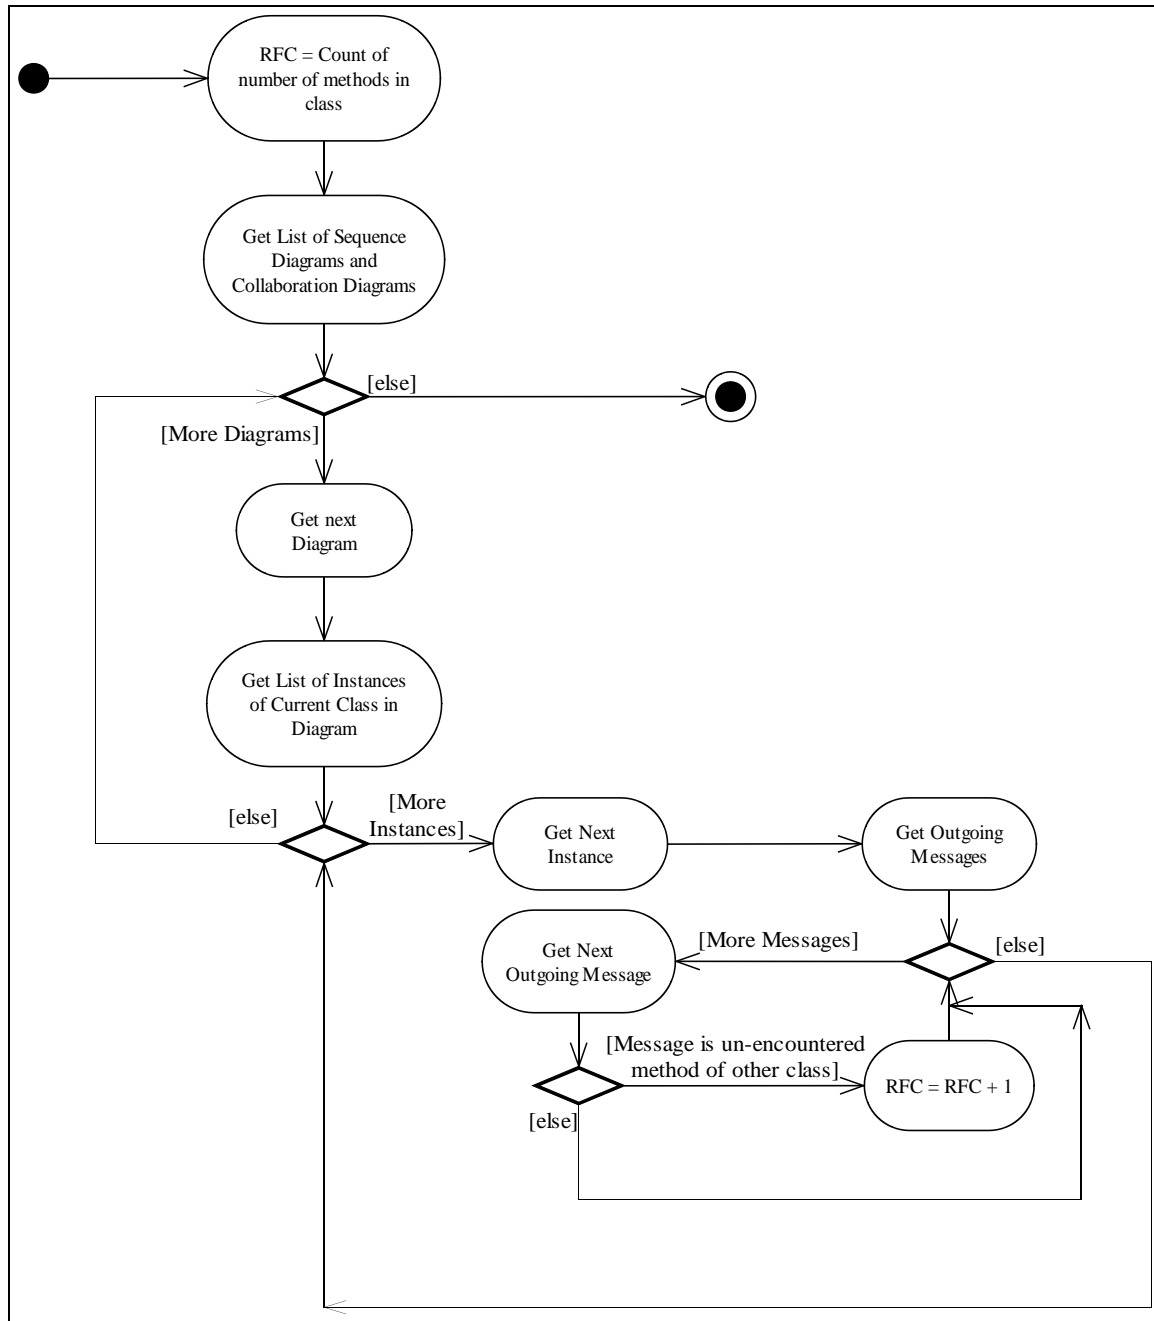 RFC = Count of
number of methods in
class
Get List of Sequence
Diagrams and
Collaboration Diagrams
[else]
[More Diagrams]
Get next
Diagram
Get List of Instances
of Current Class in
Diagram
[else]
[More
Instances]
Get Next
Instance
Get Outgoing
Messages
[More Messages]
[else]
Get Next
Outgoing Message
[Message is un-encountered
method of other class]
RFC = RFC + 1
[else]